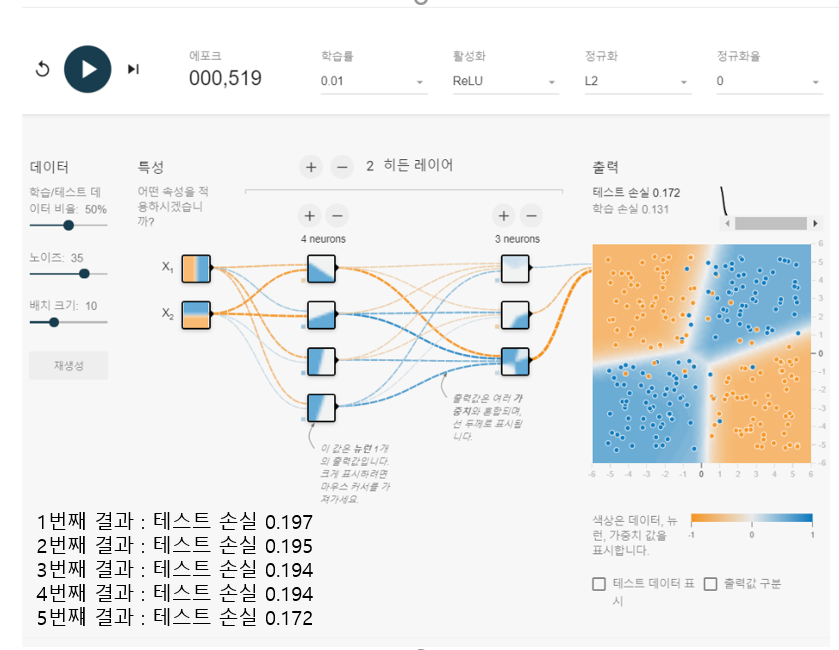 에포크
000,519
학습률
0.01
활성화
ReLU
정규화
L2
정규화율
0
데이터
학습/테스트 데
이터 비율: 50%
노이즈: 35
배치 크기: 10
재생성
특성
어떤 속성을 적
용하시겠습니
까?
X1
X2
+ − 2 히든 레이어
+ −
4 neurons
+ −
3 neurons
이 값은 뉴런 1개
의 출력값입니다.
크게 표시하려면
마우스 커서를 가
져가세요.
출력값은 여러 가
중치와 혼합되며,
선 두께로 표시됩
니다.
출력
테스트 손실 0.172
학습 손실 0.131
6
5
4
3
2
1
0
-1
-2
-3
-4
-5
-6
-6 -5 -4 -3 -2 -1 0 1 2 3 4 5 6
색상은 데이터, 뉴
런, 가중치 값을
표시합니다.
-1 0 1
테스트 데이터 표
시
출력값 구분
1번째 결과 : 테스트 손실 0.197
2번째 결과 : 테스트 손실 0.195
3번째 결과 : 테스트 손실 0.194
4번째 결과 : 테스트 손실 0.194
5번째 결과 : 테스트 손실 0.172